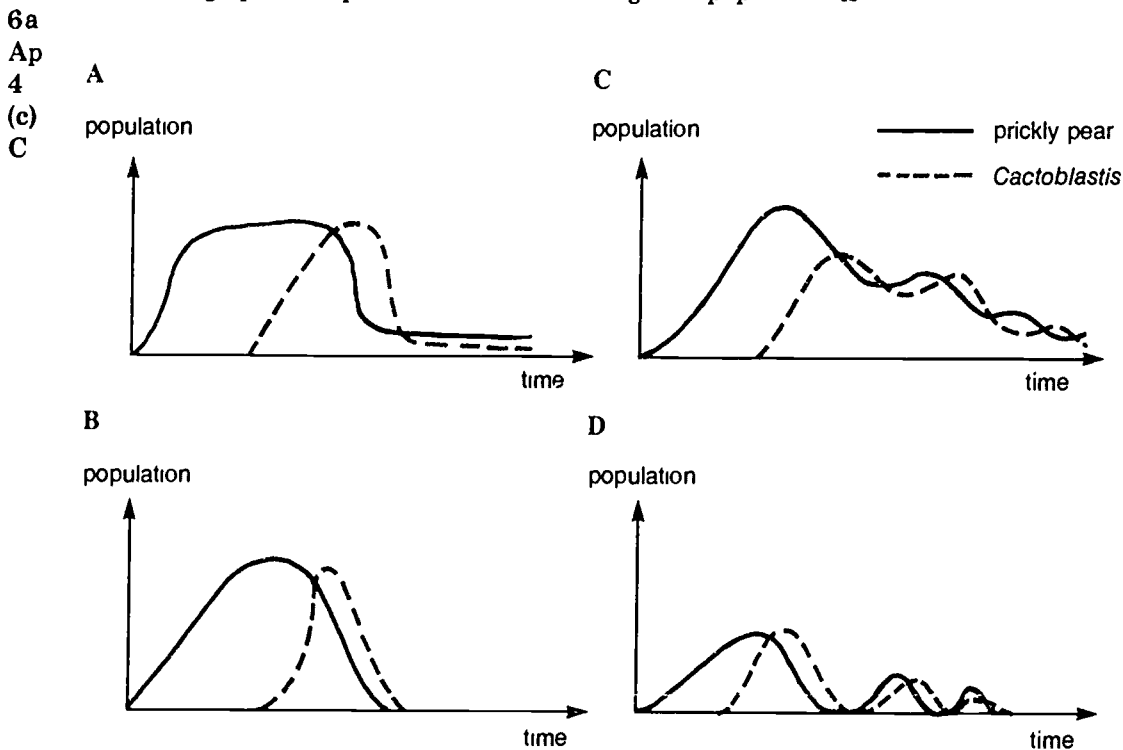 6a
Ap
4
(c)
C
A
population
time
C
population
prickly pear
Cactoblastis
time
B
population
time
D
population
time